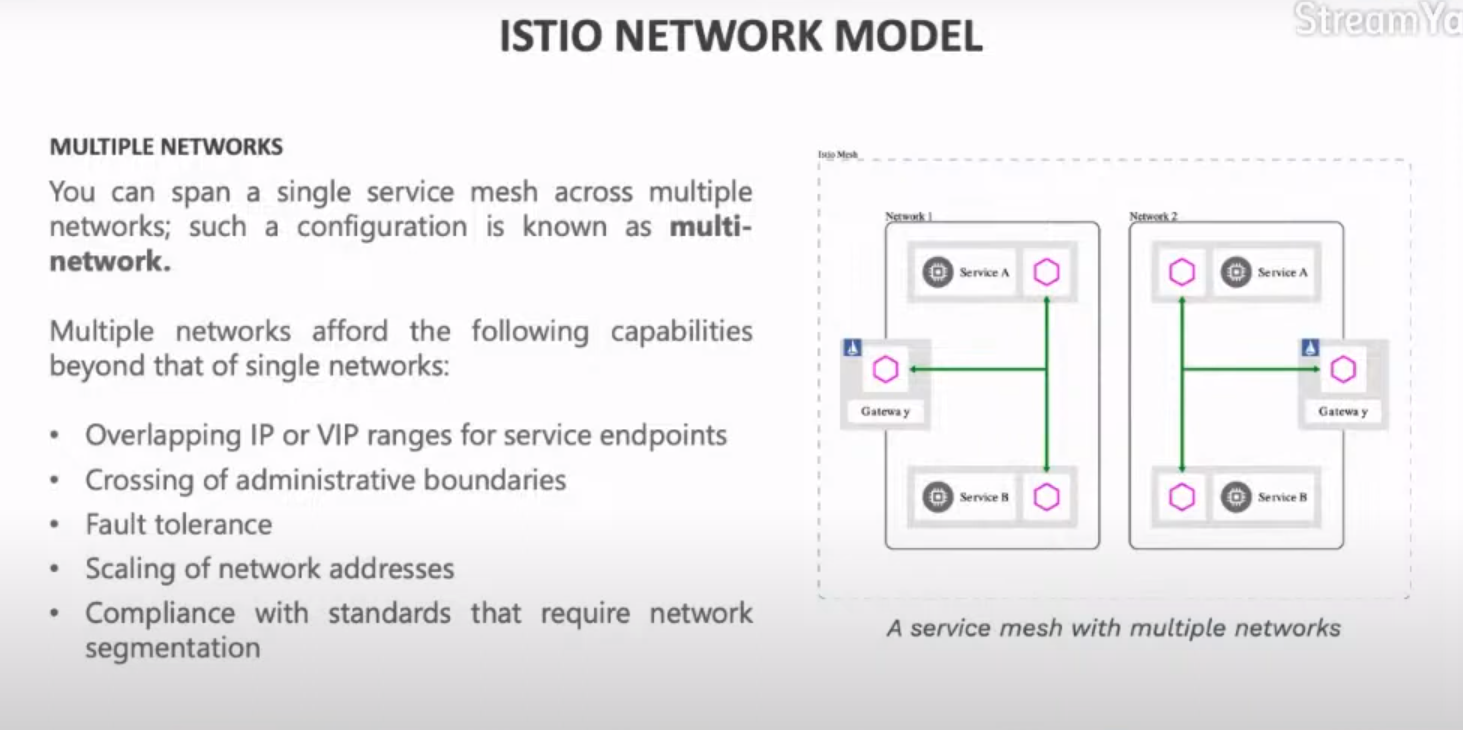 StreamYa
ISTIO NETWORK MODEL
MULTIPLE NETWORKS
You can span a single service mesh across multiple
networks; such a configuration is known as multi-
network.
Multiple networks afford the following capabilities
beyond that of single networks:
• Overlapping IP or VIP ranges for service endpoints
• Crossing of administrative boundaries
• Fault tolerance
• Scaling of network addresses
• Compliance with standards that require network
segmentation
Istio Mesh
Network 1
Service A
Gateway
Service B
Network 2
Service A
Gateway
Service B
A service mesh with multiple networks